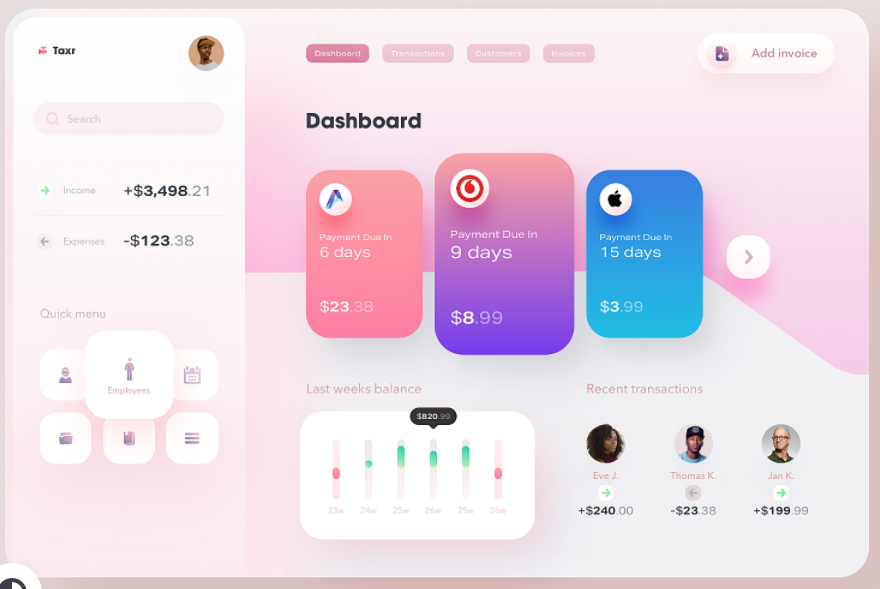 Taxr
Search
Income
+$3,498.21
Expenses
-$123.38
Quick menu
Employees
Dashboard
Transactions
Customers
Invoices
Add invoice
Dashboard
Payment Due In
6 days
$23.38
Payment Due In
9 days
$8.99
Payment Due In
15 days
$3.99
Last weeks balance
$820.99
23w 24w 25w 26w 25w 26w
Recent transactions
Eve J.
+$240.00
Thomas K.
-$23.38
Jan K.
+$199.99